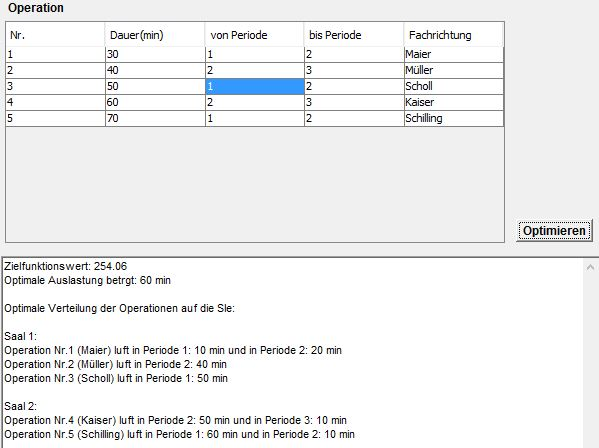 Operation
Nr. Dauer(min) von Periode bis Periode Fachrichtung
1 30 1 2 Maier
2 40 2 3 Müller
3 50 1 2 Scholl
4 60 2 3 Kaiser
5 70 1 2 Schilling
Optimieren
Zielfunktionswert: 254.06
Optimale Auslastung betrgt: 60 min
Optimale Verteilung der Operationen auf die Sle:
Saal 1:
Operation Nr.1 (Maier) luft in Periode 1: 10 min und in Periode 2: 20 min
Operation Nr.2 (Müller) luft in Periode 2: 40 min
Operation Nr.3 (Scholl) luft in Periode 1: 50 min
Saal 2:
Operation Nr.4 (Kaiser) luft in Periode 2: 50 min und in Periode 3: 10 min
Operation Nr.5 (Schilling) luft in Periode 1: 60 min und in Periode 2: 10 min